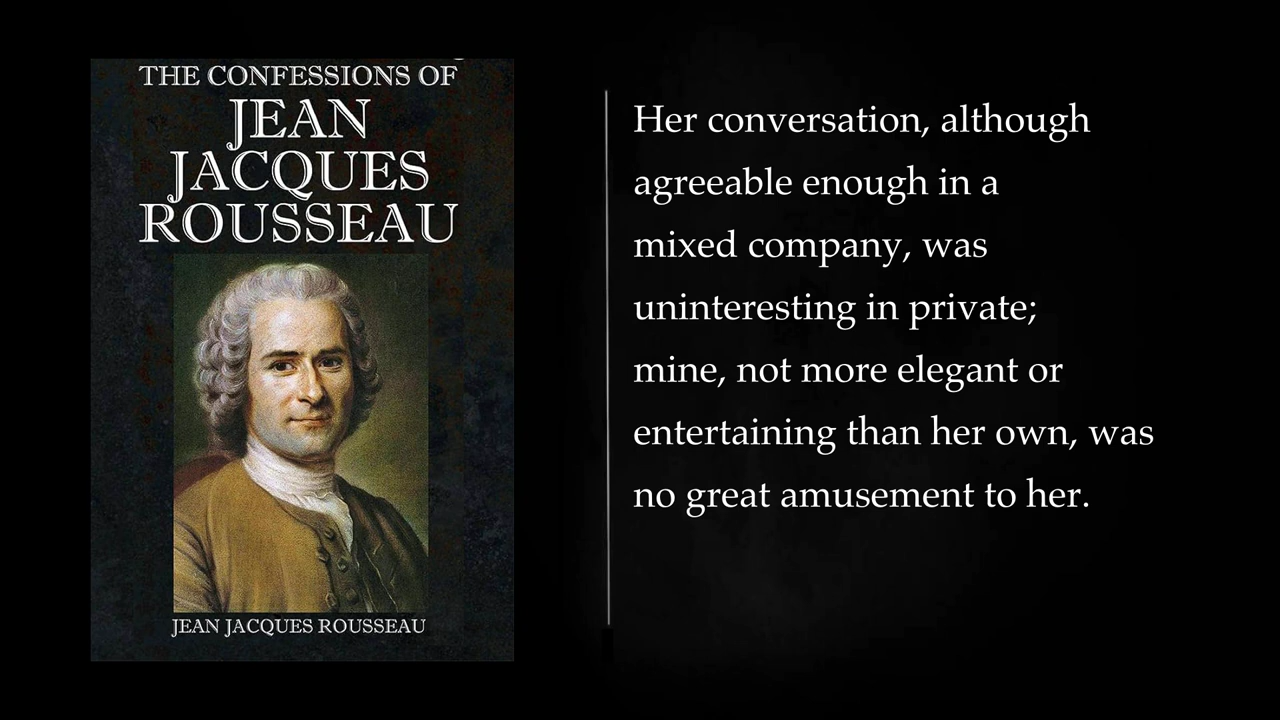 THE CONFESSIONS OF
JEAN
JACQUES
ROUSSEAU
JEAN JACQUES ROUSSEAU
Her conversation, although
agreeable enough in a
mixed company, was
uninteresting in private;
mine, not more elegant or
entertaining than her own, was
no great amusement to her.